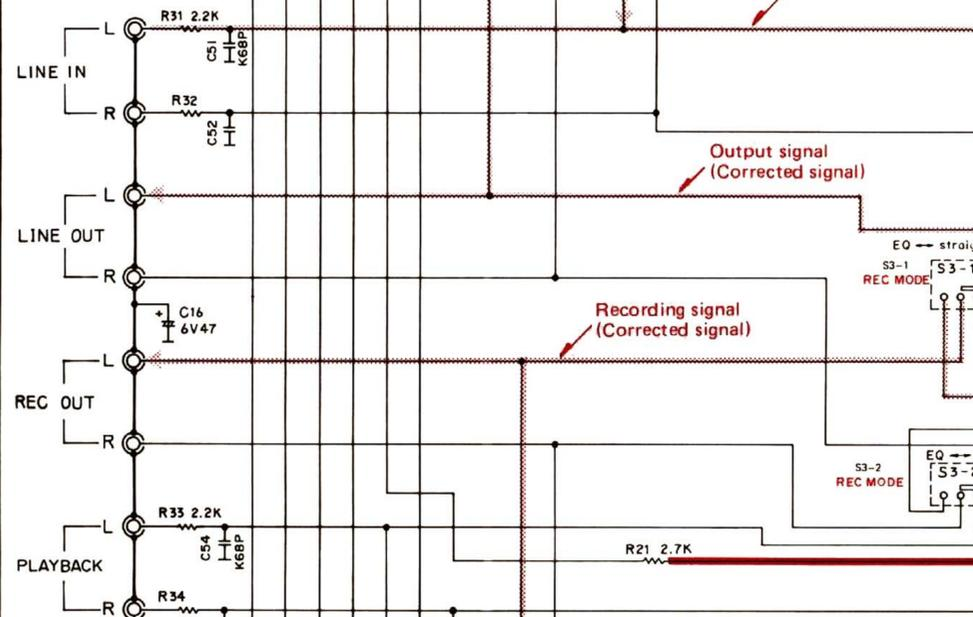 R31 2.2K
L
C51
K68P
LINE IN
R32
R
C52
Output signal
(Corrected signal)
L
LINE OUT
EQ
S3-1
REC MODE
S3-1
R
C16
6V47
+
Recording signal
(Corrected signal)
L
REC OUT
R
EQ
S3-2
REC MODE
S3-2
R33 2.2K
L
C54
K68P
R21 2.7K
PLAYBACK
R34
R